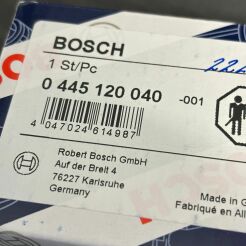 BOSCH
1 St/Pc
0 445 120 040 -001
4 047024 614987
Robert Bosch GmbH
Auf der Breit 4
76227 Karlsruhe
Germany
Made in G
Fabriqué en All